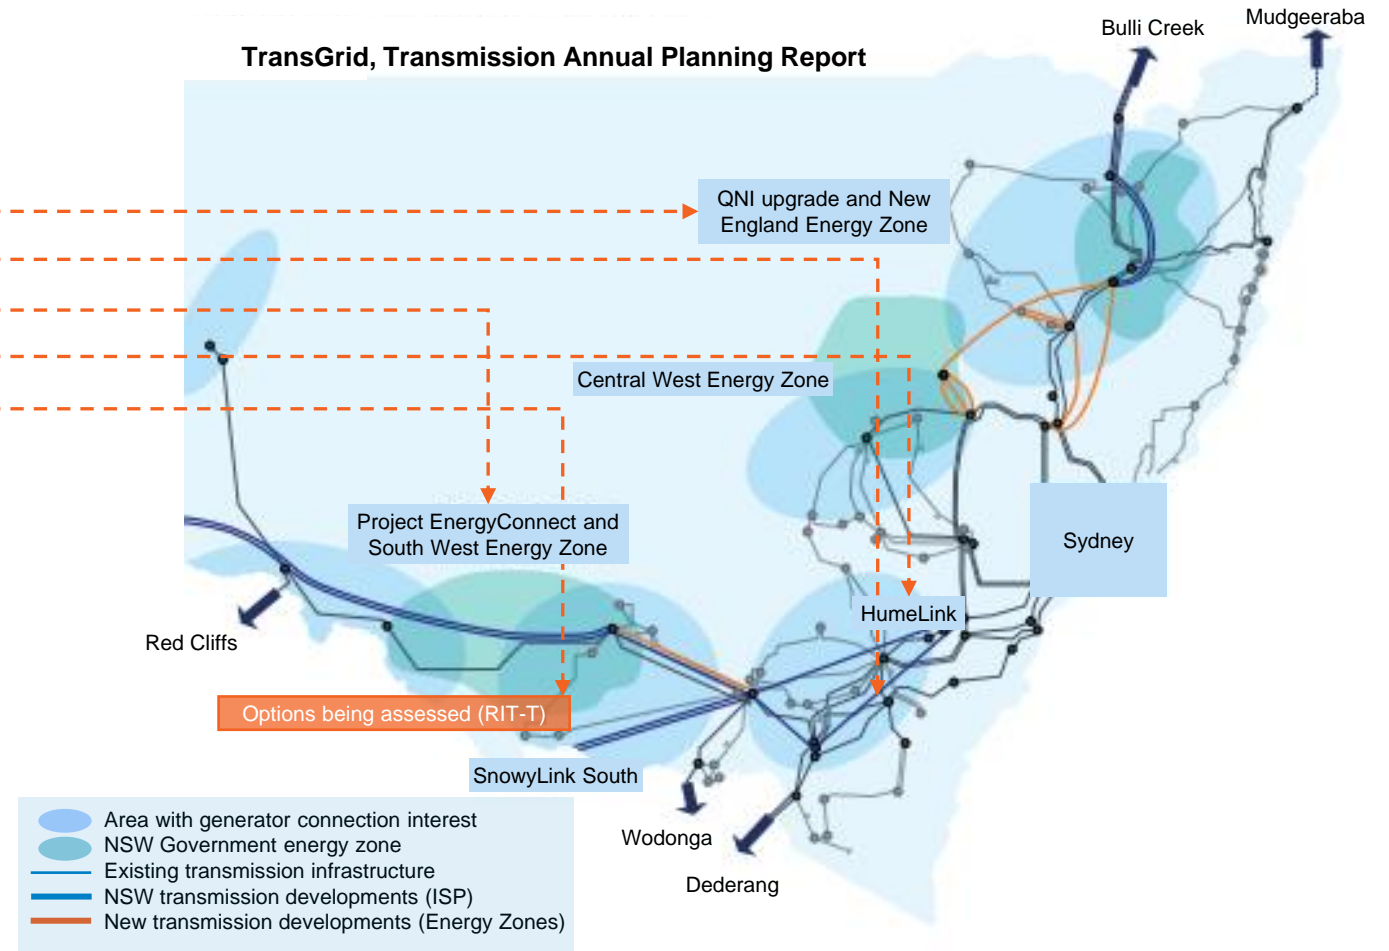 Mudgeeraba
Bulli Creek
TransGrid, Transmission Annual Planning Report
QNI upgrade and New
England Energy Zone
Central West Energy Zone
Project EnergyConnect and
South West Energy Zone
Sydney
HumeLink
Red Cliffs
Options being assessed (RIT-T)
SnowyLink South
Wodonga
Dederang
Area with generator connection interest
NSW Government energy zone
Existing transmission infrastructure
NSW transmission developments (ISP)
New transmission developments (Energy Zones)